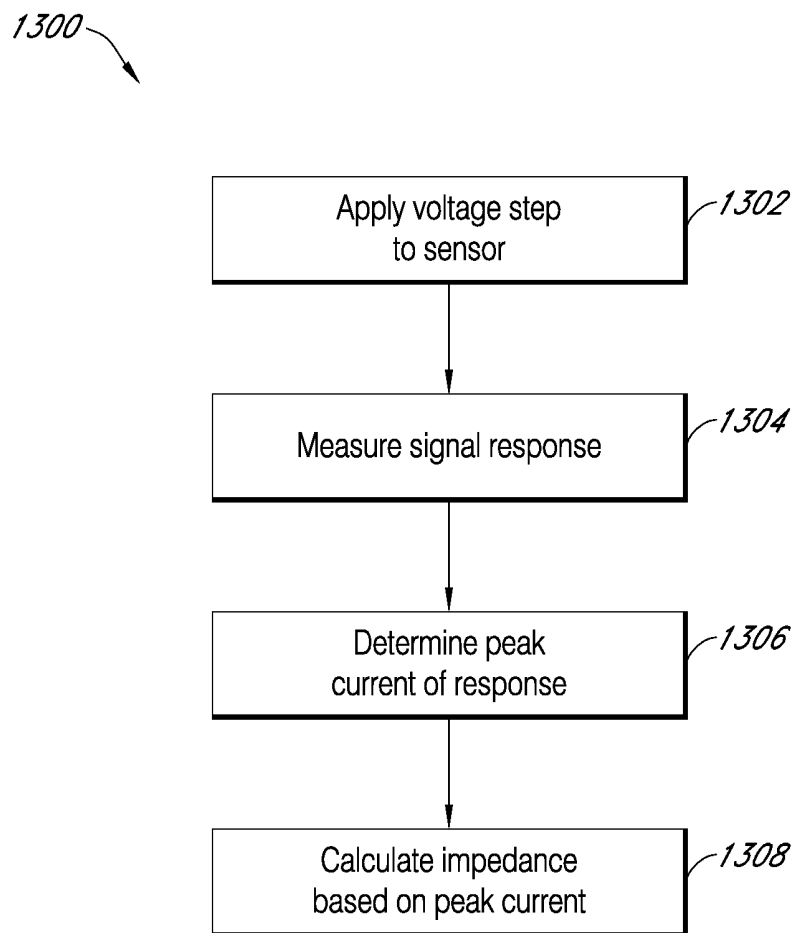 1300
Apply voltage step
to sensor
1302
Measure signal response
1304
Determine peak
current of response
1306
Calculate impedance
based on peak current
1308